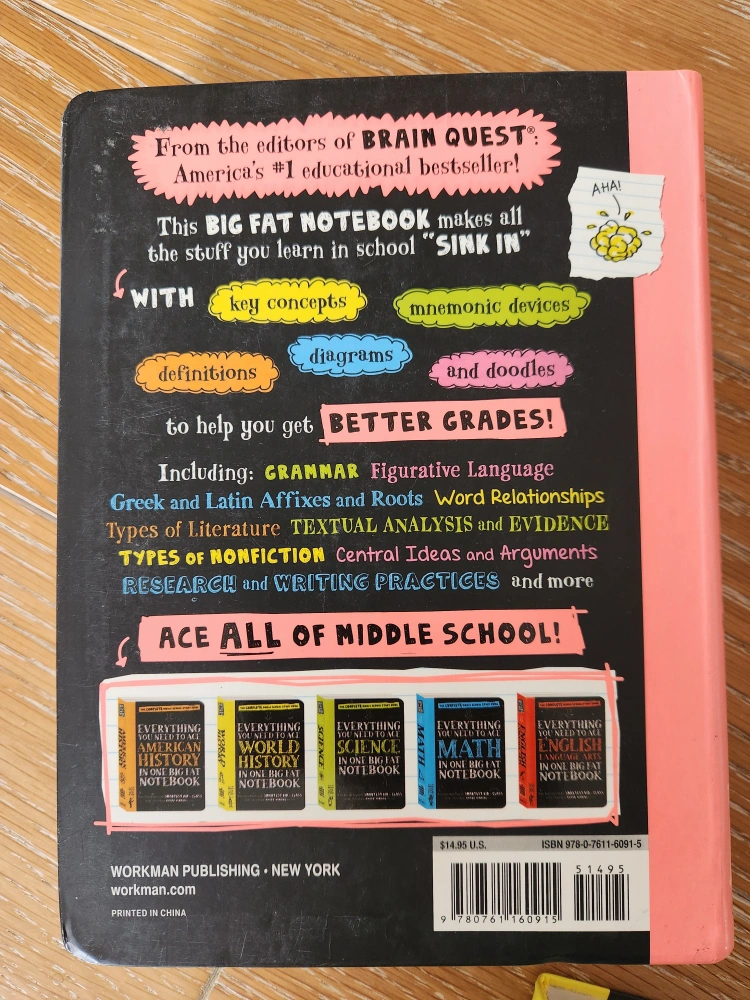 From the editors of BRAIN QUEST®:
America's #1 educational bestseller!
AHA!
This BIG FAT NOTEBOOK makes all
the stuff you learn in school "SINK IN"
WITH key concepts mnemonic devices
definitions diagrams and doodles
to help you get BETTER GRADES!
Including: GRAMMAR Figurative Language
Greek and Latin Affixes and Roots Word Relationships
Types of Literature TEXTUAL ANALYSIS and EVIDENCE
TYPES of NONFICTION Central Ideas and Arguments
RESEARCH and WRITING PRACTICES and more
ACE ALL OF MIDDLE SCHOOL!
EVERYTHING
YOU NEED TO ACE
AMERICAN
HISTORY
IN ONE BIG FAT
NOTEBOOK
EVERYTHING
YOU NEED TO ACE
WORLD
HISTORY
IN ONE BIG FAT
NOTEBOOK
SCIENCE
EVERYTHING
YOU NEED TO ACE
SCIENCE
IN ONE BIG FAT
NOTEBOOK
MATH
EVERYTHING
YOU NEED TO ACE
MATH
IN ONE BIG FAT
NOTEBOOK
EVERYTHING
YOU NEED TO ACE
ENGLISH
LANGUAGE ARTS
IN ONE BIG FAT
NOTEBOOK
$14.95 U.S. ISBN 978-0-7611-6091-5
51495
9 780761 160915
WORKMAN PUBLISHING • NEW YORK
workman.com
PRINTED IN CHINA